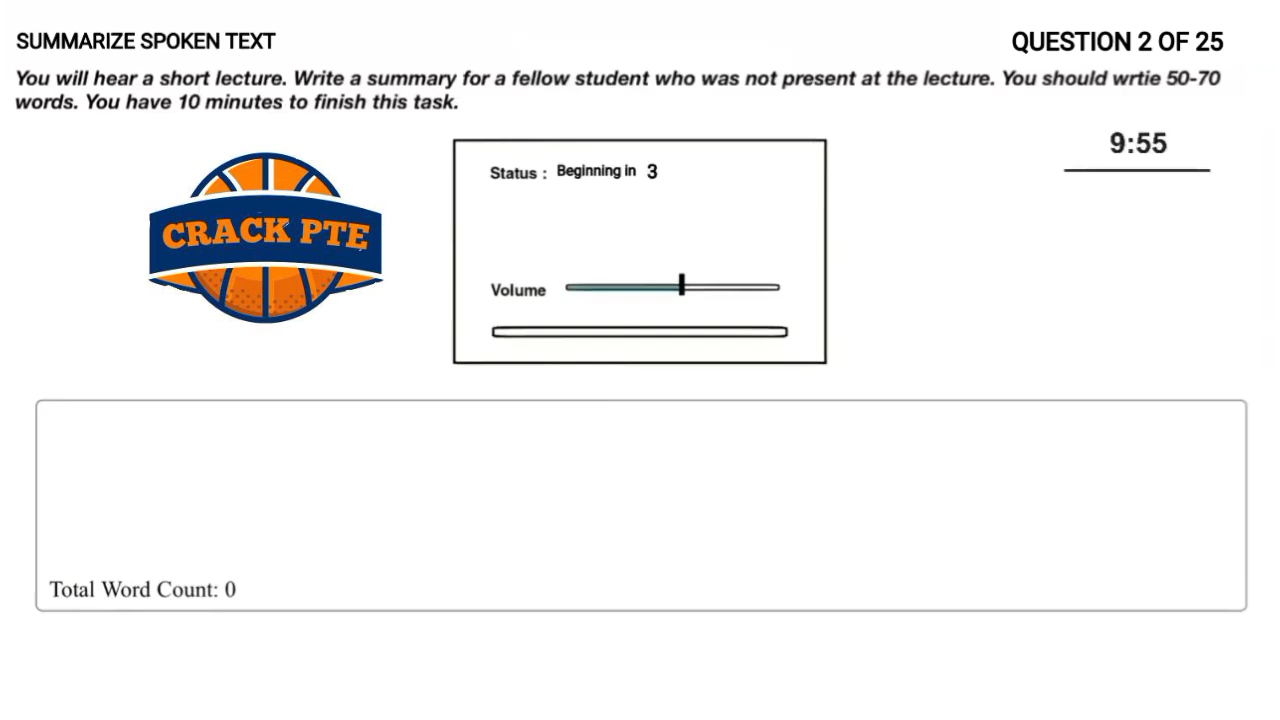 SUMMARIZE SPOKEN TEXT
QUESTION 2 OF 25
You will hear a short lecture. Write a summary for a fellow student who was not present at the lecture. You should wrtie 50-70
words. You have 10 minutes to finish this task.
9:55
Status : Beginning in 3
CRACK PTE
Volume
Total Word Count: 0